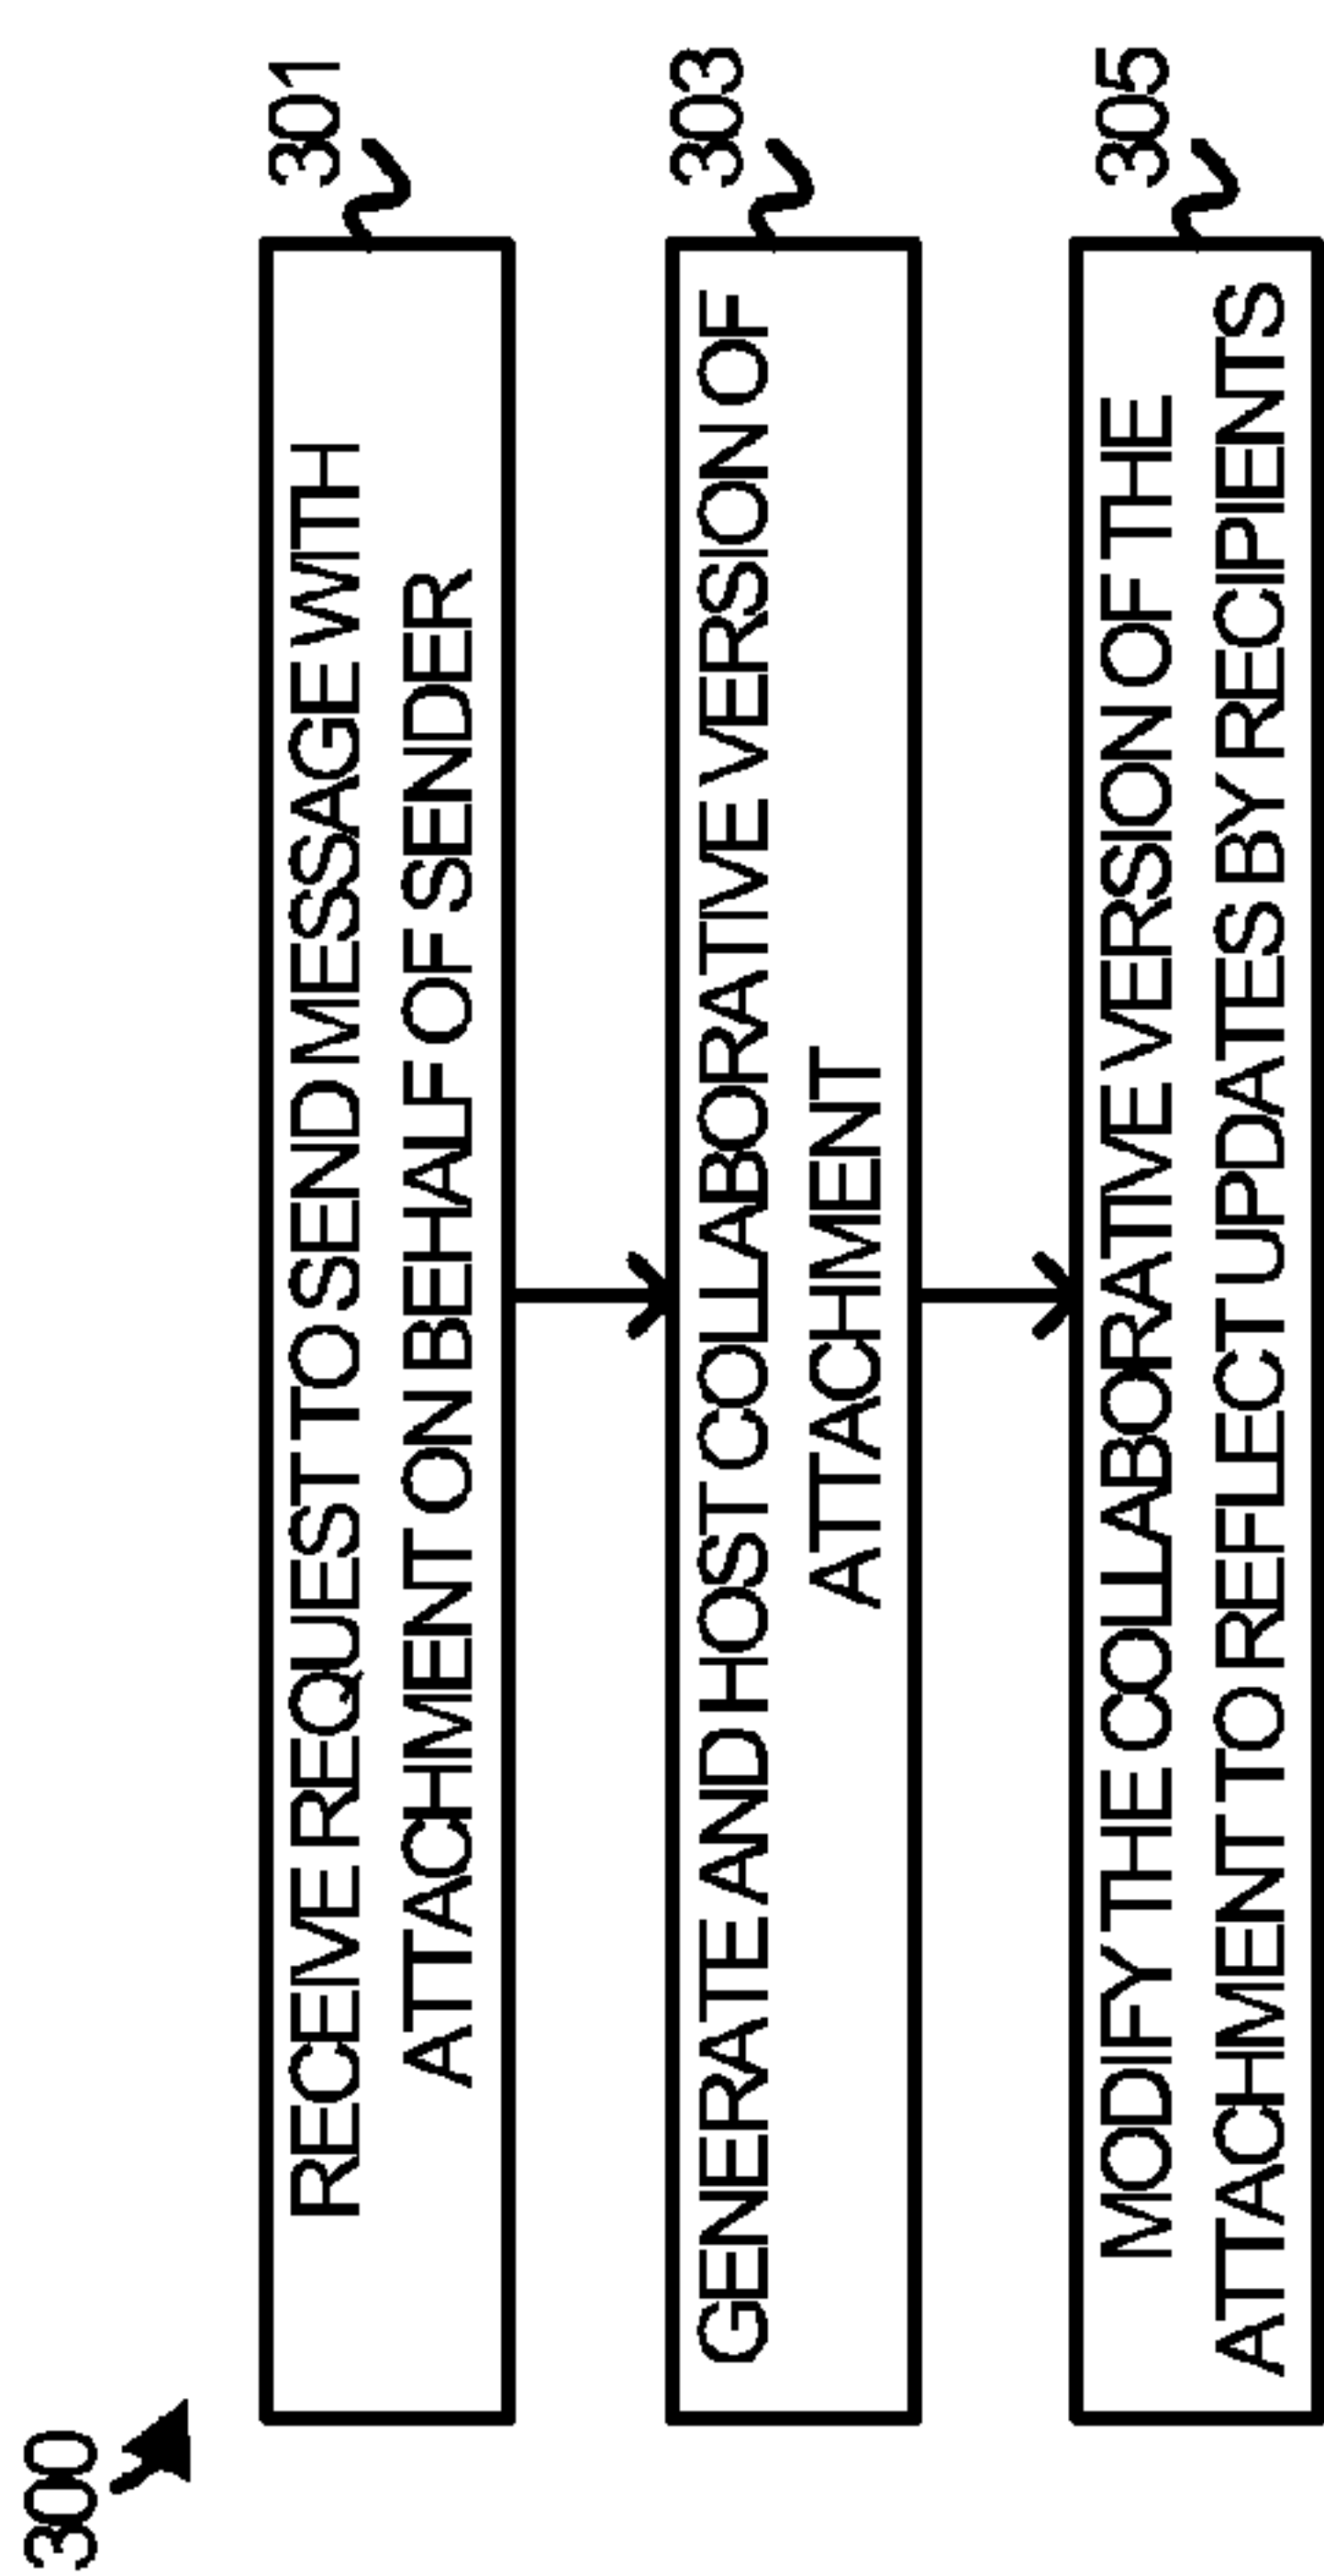 300
301
RECEIVE REQUEST TO SEND MESSAGE WITH
ATTACHMENT ON BEHALF OF SENDER
303
GENERATE AND HOST COLLABORATIVE VERSION OF
ATTACHMENT
305
MODIFY THE COLLABORATIVE VERSION OF THE
ATTACHMENT TO REFLECT UPDATES BY RECIPIENTS